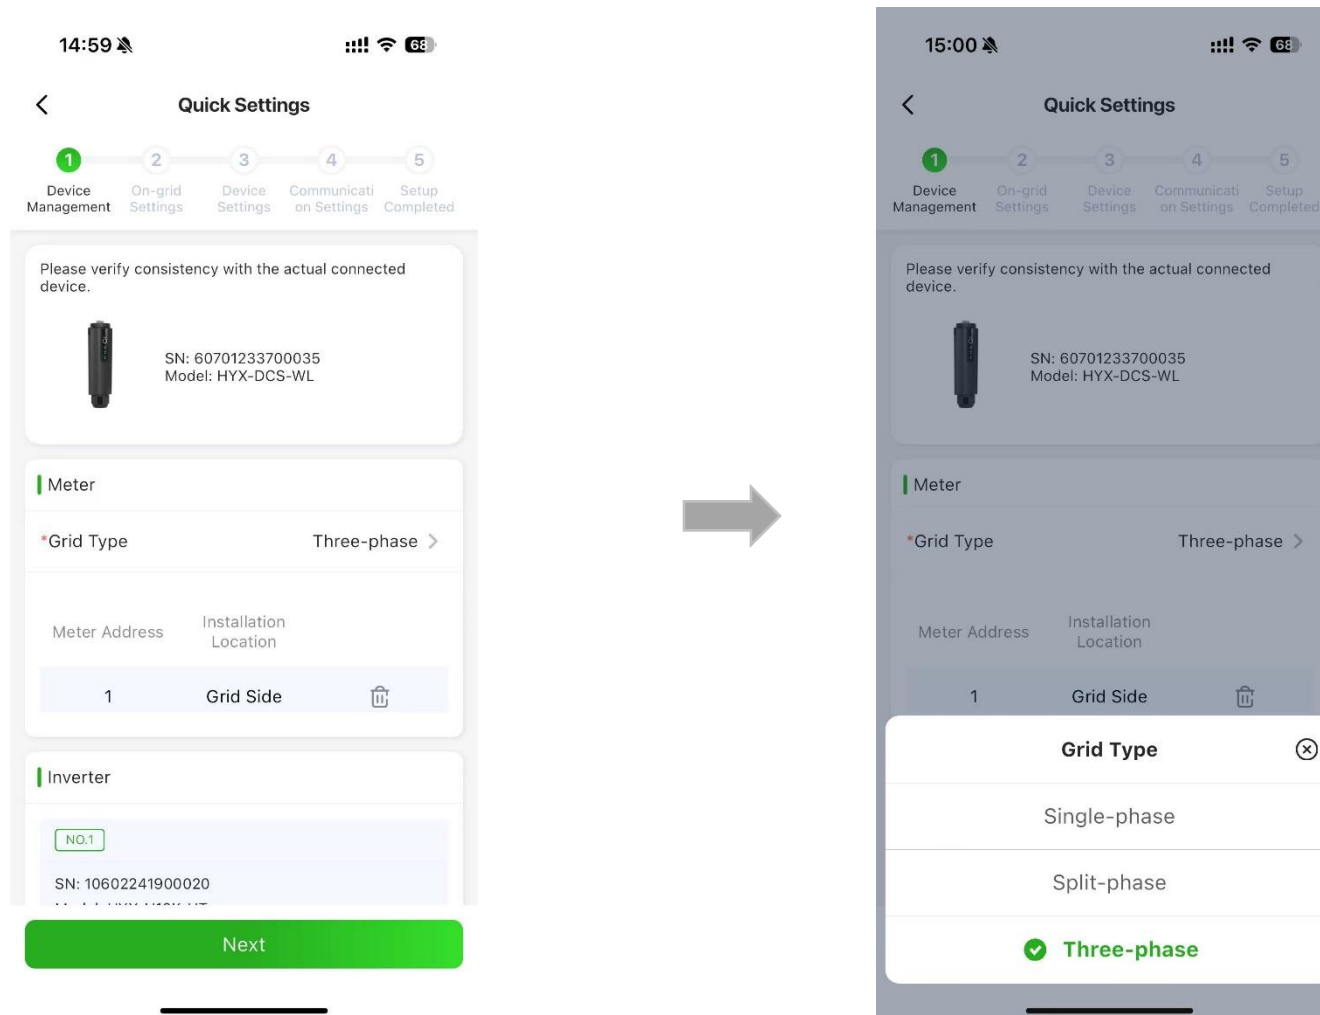 14:59
68
Quick Settings
1 2 3 4 5
Device Management
On-grid Settings
Device Settings
Communicati on Settings
Setup Completed
Please verify consistency with the actual connected
device.
SN: 60701233700035
Model: HYX-DCS-WL
Meter
*Grid Type Three-phase
Meter Address Installation Location
1 Grid Side
Inverter
NO.1
SN: 10602241900020
Next
15:00
68
Quick Settings
1 2 3 4 5
Device Management
On-grid Settings
Device Settings
Communicati on Settings
Setup Completed
Please verify consistency with the actual connected
device.
SN: 60701233700035
Model: HYX-DCS-WL
Meter
*Grid Type Three-phase
Meter Address Installation Location
1 Grid Side
Grid Type
Single-phase
Split-phase
Three-phase